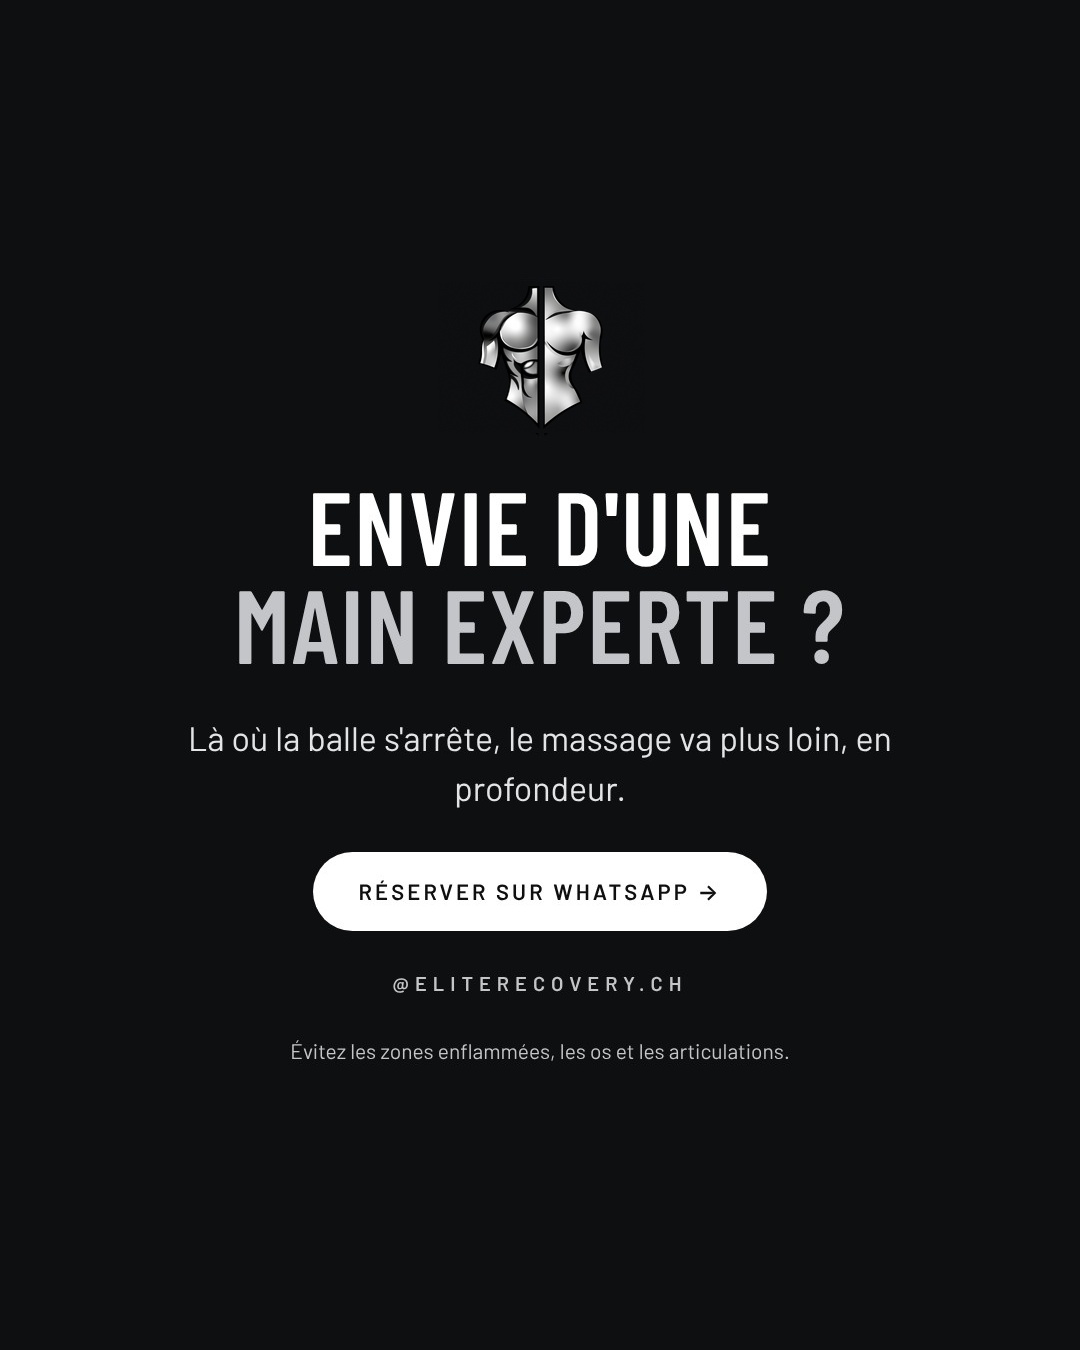 ENVIE D'UNE
MAIN EXPERTE ?
Là où la balle s'arrête, le massage va plus loin, en
profondeur.
RÉSERVER SUR WHATSAPP →
@ELITERECOVERY.CH
Évitez les zones enflammées, les os et les articulations.